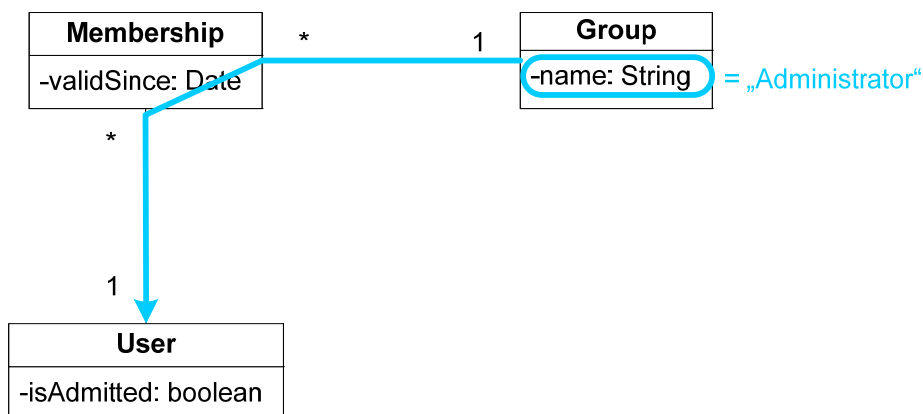 Membership
-validSince: Date
*
1
Group
-name: String
= „Administrator“
*
1
User
-isAdmitted: boolean